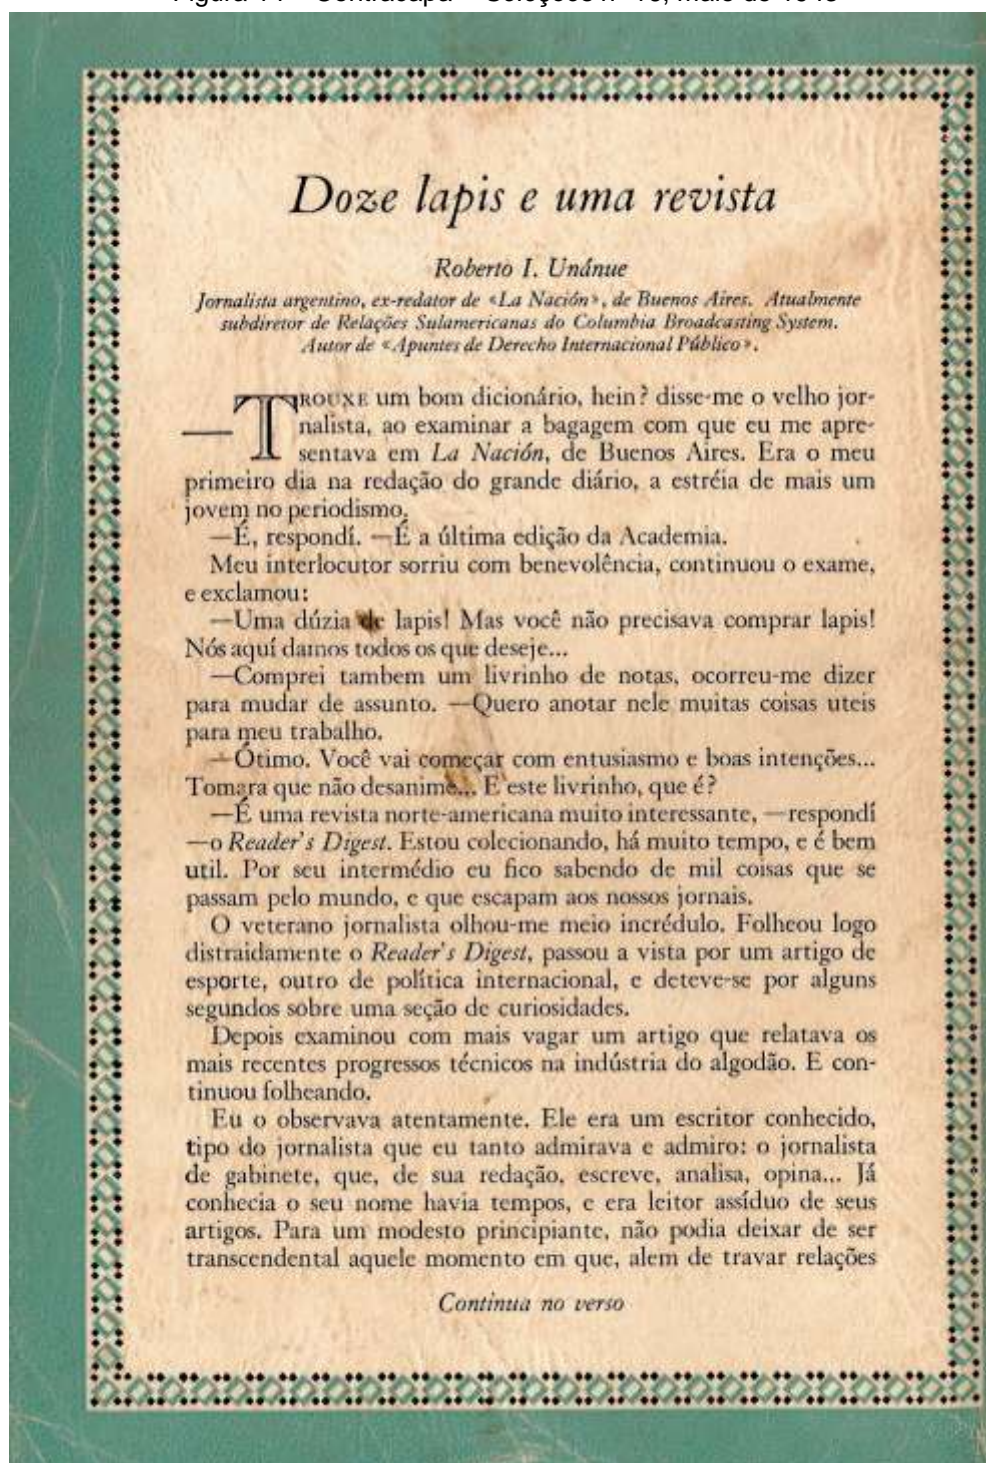 Doze lapis e uma revista
Roberto I. Unánue
Jornalista argentino, ex-redator de «La Nación», de Buenos Aires. Atualmente
subdiretor de Relações Sulamericanas do Columbia Broadcasting System.
Autor de «Apuntes de Derecho Internacional Público».
—TROUXE um bom dicionário, hein? disse-me o velho jor-
nalista, ao examinar a bagagem com que eu me apre-
sentava em La Nación, de Buenos Aires. Era o meu
primeiro dia na redação do grande diário, a estréia de mais um
jovem no periodismo.
—É, respondí. —É a última edição da Academia.
Meu interlocutor sorriu com benevolência, continuou o exame,
e exclamou:
—Uma dúzia de lapis! Mas você não precisava comprar lapis!
Nós aquí damos todos os que deseje...
—Comprei tambem um livrinho de notas, ocorreu-me dizer
para mudar de assunto. —Quero anotar nele muitas coisas uteis
para meu trabalho.
—Ótimo. Você vai começar com entusiasmo e boas intenções...
Tomara que não desanime... E este livrinho, que é?
—É uma revista norte-americana muito interessante, —respondí
—o Reader's Digest. Estou colecionando, há muito tempo, e é bem
util. Por seu intermédio eu fico sabendo de mil coisas que se
passam pelo mundo, e que escapam aos nossos jornais.
O veterano jornalista olhou-me meio incrédulo. Folheou logo
distraidamente o Reader's Digest, passou a vista por um artigo de
esporte, outro de política internacional, e deteve-se por alguns
segundos sobre uma seção de curiosidades.
Depois examinou com mais vagar um artigo que relatava os
mais recentes progressos técnicos na indústria do algodão. E con-
tinuou folheando.
Eu o observava atentamente. Ele era um escritor conhecido,
tipo do jornalista que eu tanto admirava e admiro: o jornalista
de gabinete, que, de sua redação, escreve, analisa, opina... Já
conhecia o seu nome havia tempos, e era leitor assíduo de seus
artigos. Para um modesto principiante, não podia deixar de ser
transcendental aquele momento em que, alem de travar relações
Continua no verso